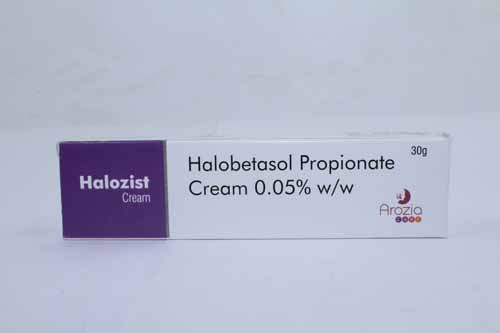 Halozist
Cream
Halobetasol Propionate
Cream 0.05% w/w
30g
Arozia